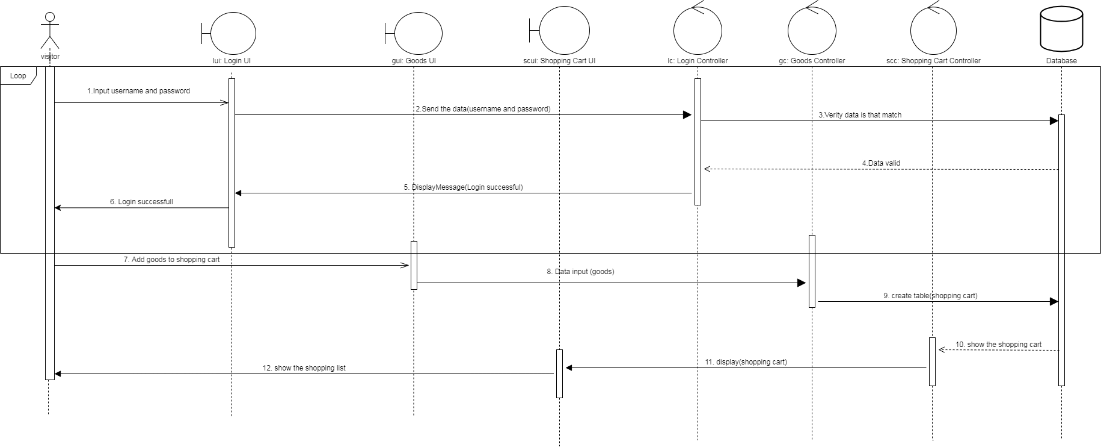 visitor
lui: Login UI
gui: Goods UI
scui: Shopping Cart UI
lc: Login Controller
gc: Goods Controller
scc: Shopping Cart Controller
Database
Loop
1.Input username and password
2.Send the data(username and password)
3.Verity data is that match
4.Data valid
5. DisplayMessage(Login successful)
6. Login successfull
7. Add goods to shopping cart
8. Data input (goods)
9. create table(shopping cart)
10. show the shopping cart
11. display(shopping cart)
12. show the shopping list